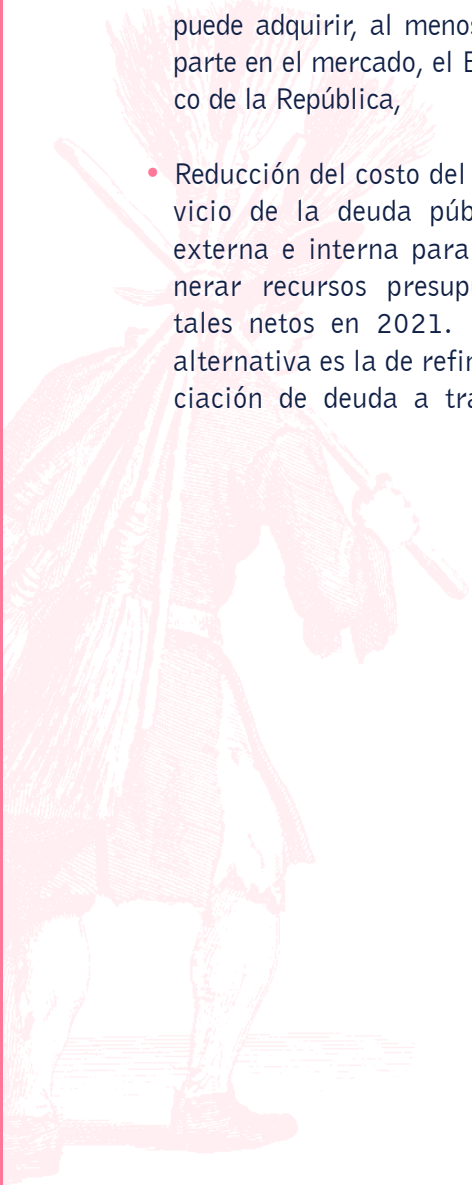 puede adquirir, al menos
parte en el mercado, el
co de la República,
• Reducción del costo del
vicio de la deuda púb
externa e interna para
nerar recursos presup
tales netos en 2021.
alternativa es la de refin
ciación de deuda a tra